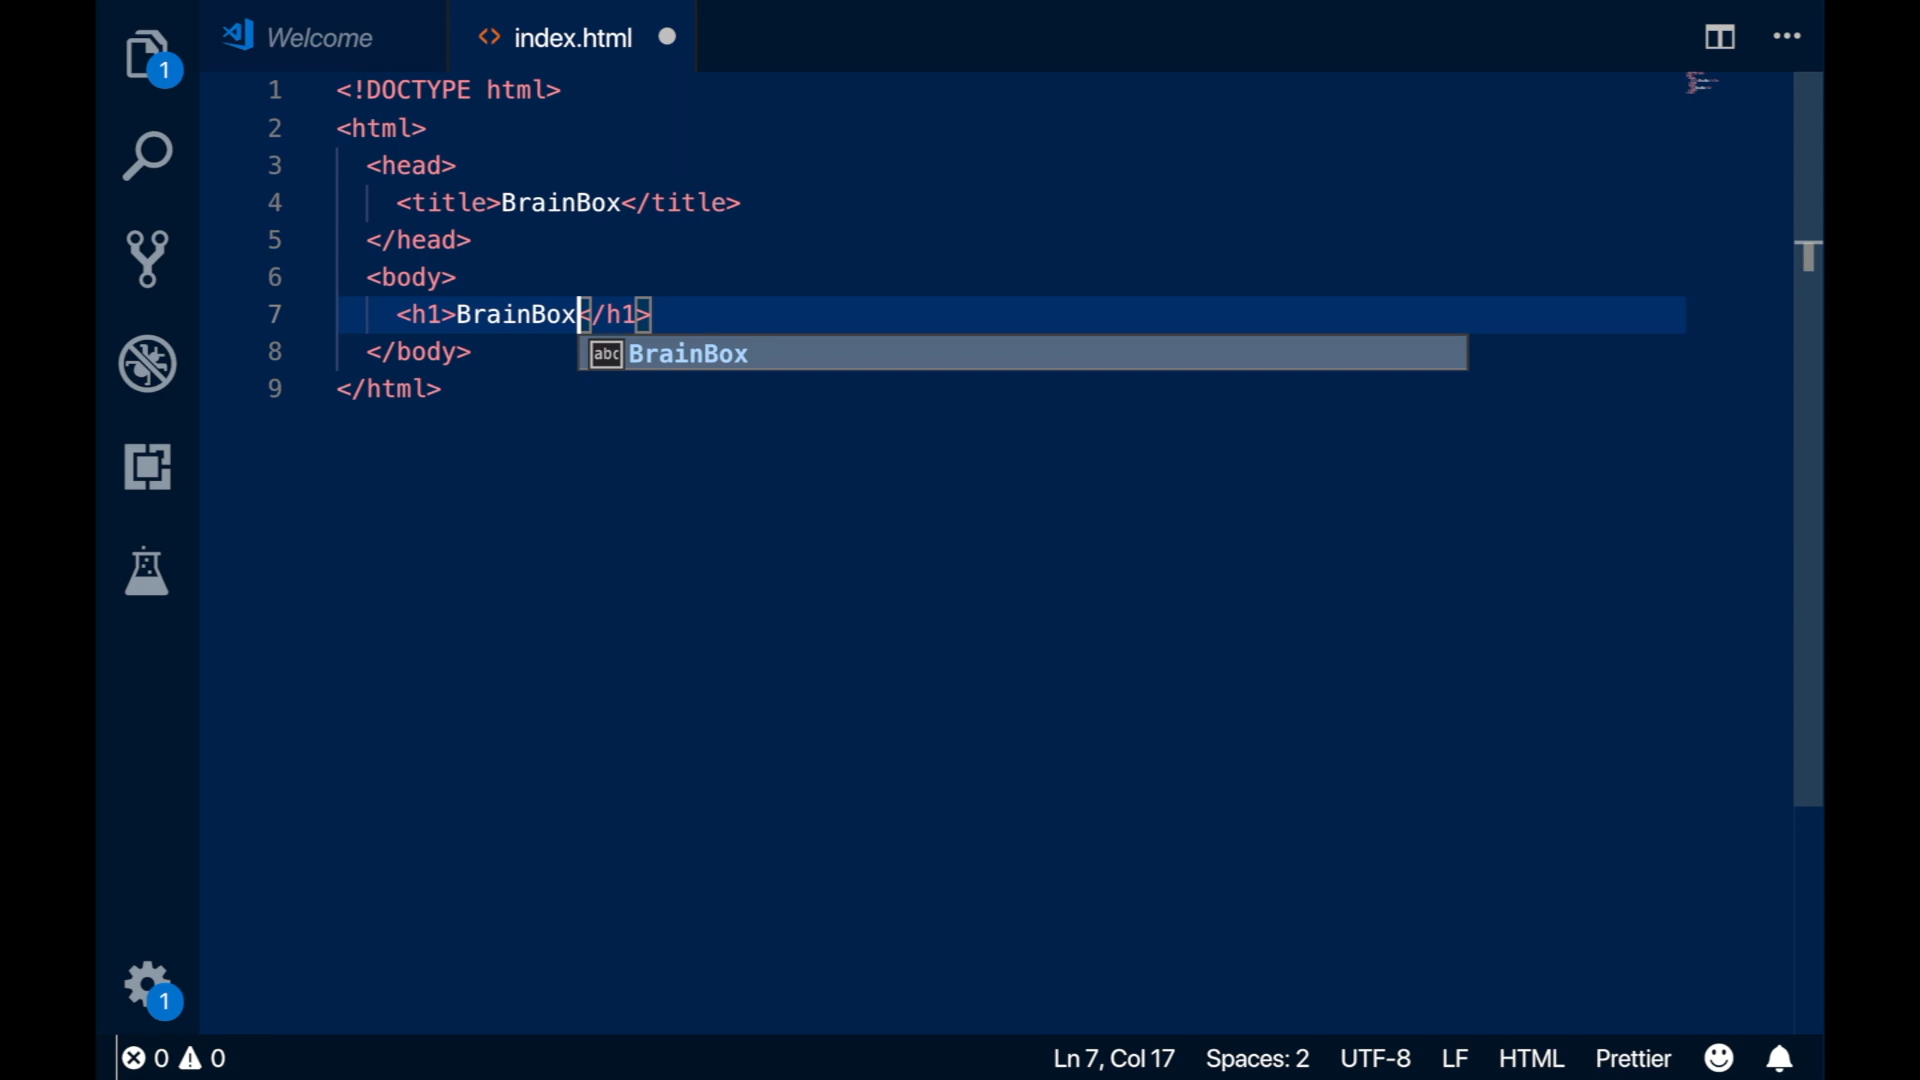 1
Welcome
<> index.html
1 <!DOCTYPE html>
2 <html>
3 <head>
4 <title>BrainBox</title>
5 </head>
6 <body>
7 <h1>BrainBox</h1>
abc BrainBox
8 </body>
9 </html>
1
0 0
Ln 7, Col 17 Spaces: 2 UTF-8 LF HTML Prettier